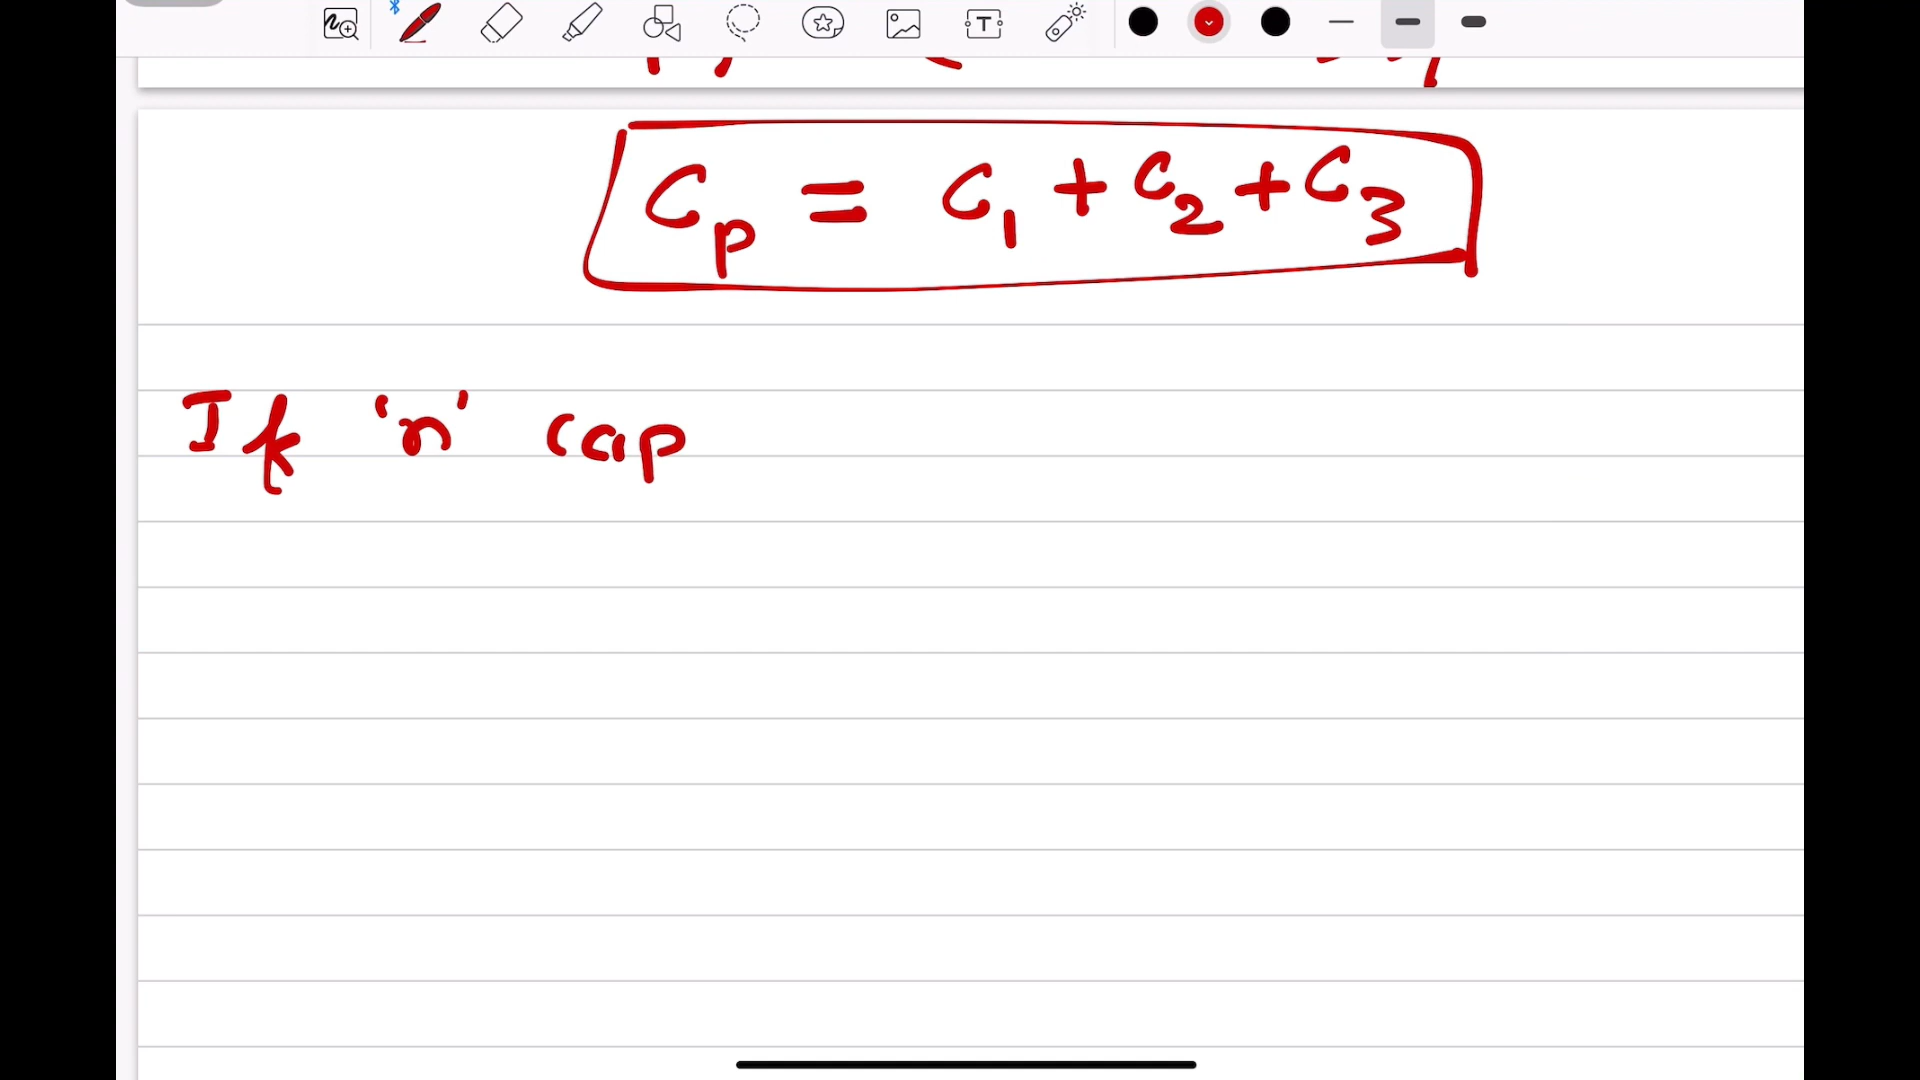 Cp = C1 + C2 + C3
If 'n' cap